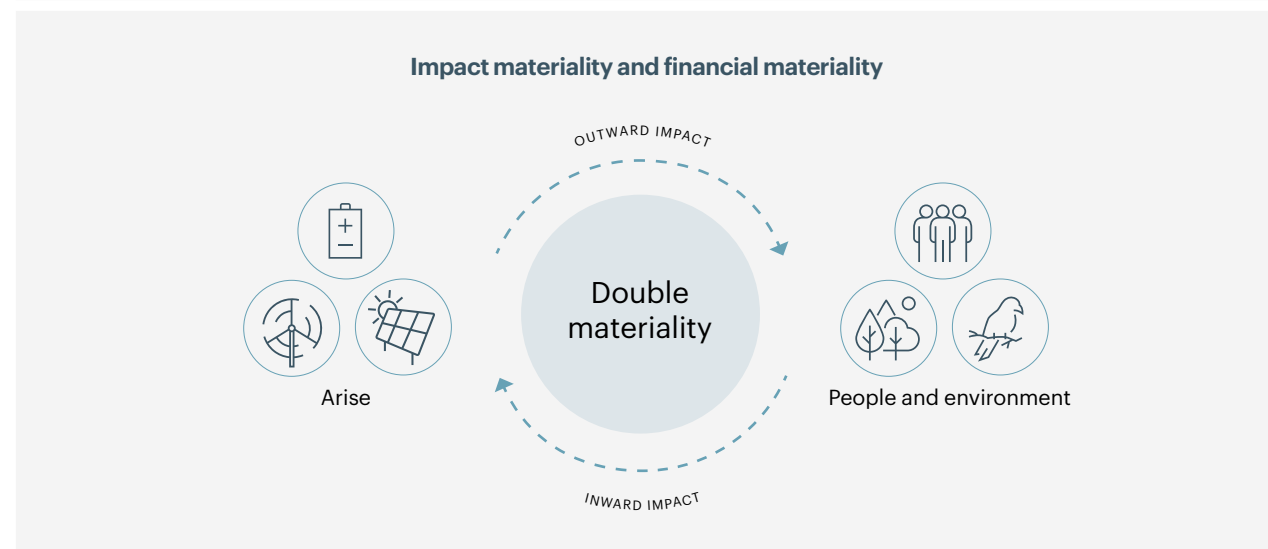 Impact materiality and financial materiality
OUTWARD IMPACT
Double
materiality
Arise
People and environment
INWARD IMPACT